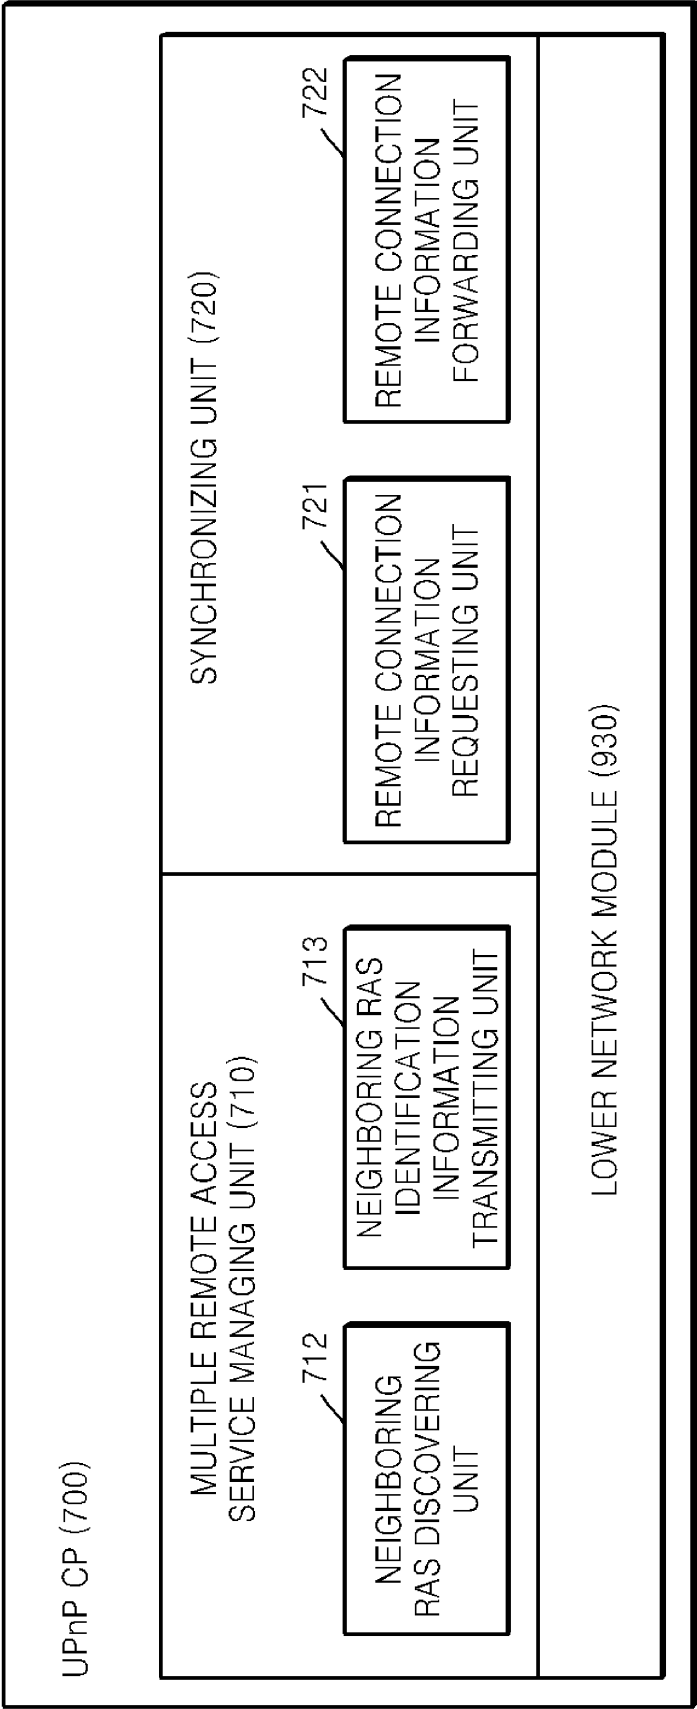 UPnP CP (700)
MULTIPLE REMOTE ACCESS
SERVICE MANAGING UNIT (710)
712
NEIGHBORING
RAS DISCOVERING
UNIT
713
NEIGHBORING RAS
IDENTIFICATION
INFORMATION
TRANSMITTING UNIT
SYNCHRONIZING UNIT (720)
721
REMOTE CONNECTION
INFORMATION
REQUESTING UNIT
722
REMOTE CONNECTION
INFORMATION
FORWARDING UNIT
LOWER NETWORK MODULE (930)